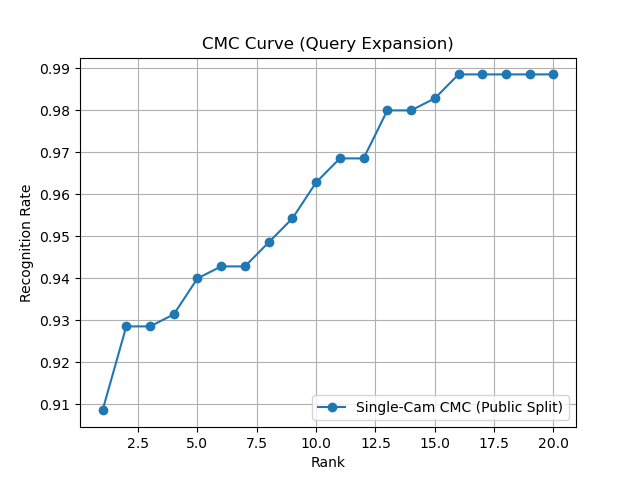 CMC Curve (Query Expansion)
0.99
0.98
0.97
0.96
0.95
0.94
0.93
0.92
0.91
Recognition Rate
Single-Cam CMC (Public Split)
2.5 5.0 7.5 10.0 12.5 15.0 17.5 20.0
Rank